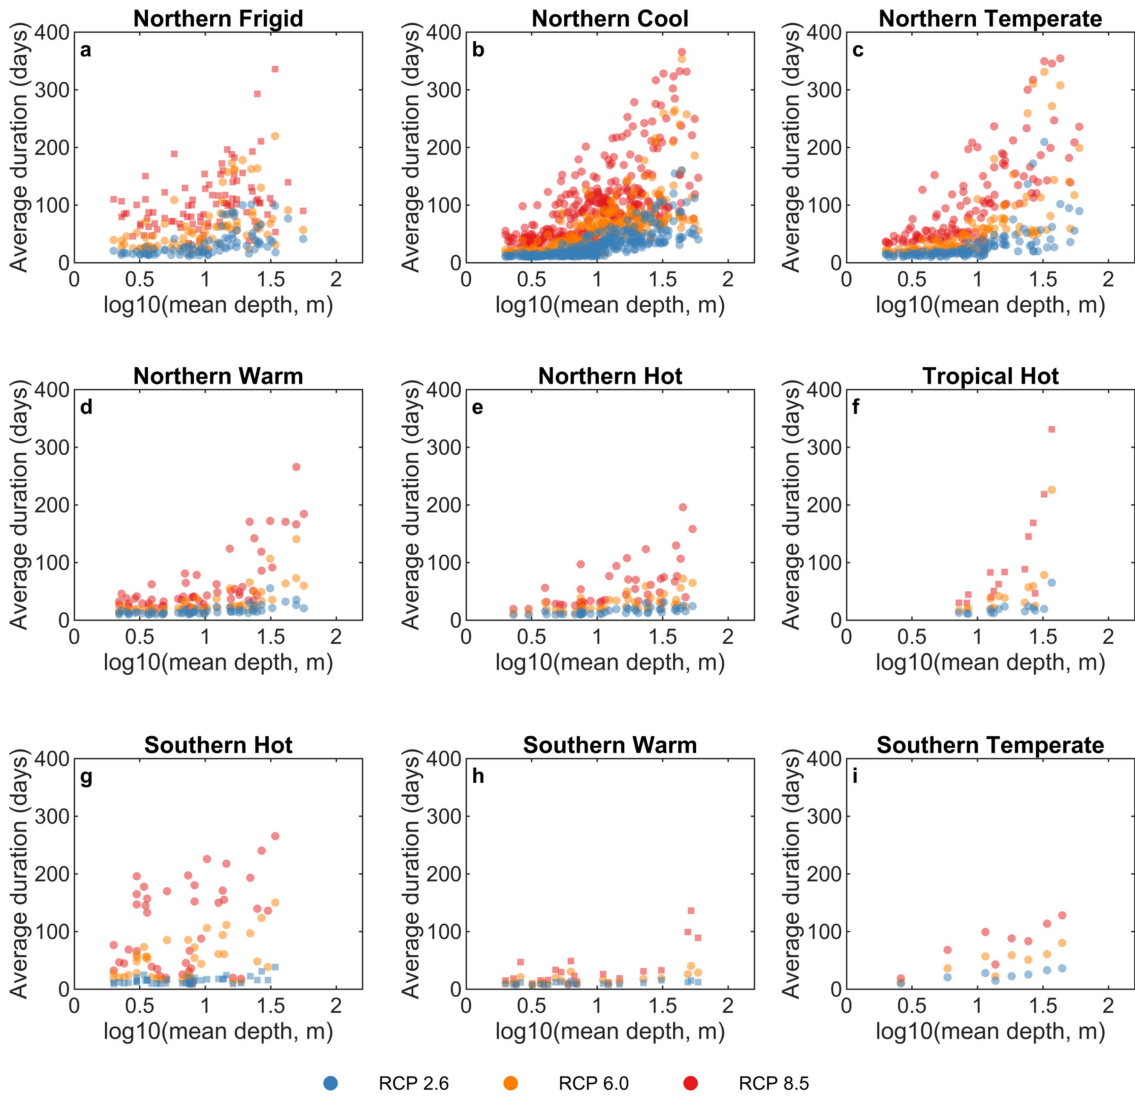 Northern Frigid
a
Average duration (days)
400
300
200
100
0
0 0.5 1 1.5 2
log10(mean depth, m)
Northern Cool
b
Average duration (days)
400
300
200
100
0
0 0.5 1 1.5 2
log10(mean depth, m)
Northern Temperate
c
Average duration (days)
400
300
200
100
0
0 0.5 1 1.5 2
log10(mean depth, m)
Northern Warm
d
Average duration (days)
400
300
200
100
0
0 0.5 1 1.5 2
log10(mean depth, m)
Northern Hot
e
Average duration (days)
400
300
200
100
0
0 0.5 1 1.5 2
log10(mean depth, m)
Tropical Hot
f
Average duration (days)
400
300
200
100
0
0 0.5 1 1.5 2
log10(mean depth, m)
Southern Hot
g
Average duration (days)
400
300
200
100
0
0 0.5 1 1.5 2
log10(mean depth, m)
Southern Warm
h
Average duration (days)
400
300
200
100
0
0 0.5 1 1.5 2
log10(mean depth, m)
Southern Temperate
i
Average duration (days)
400
300
200
100
0
0 0.5 1 1.5 2
log10(mean depth, m)
RCP 2.6 RCP 6.0 RCP 8.5